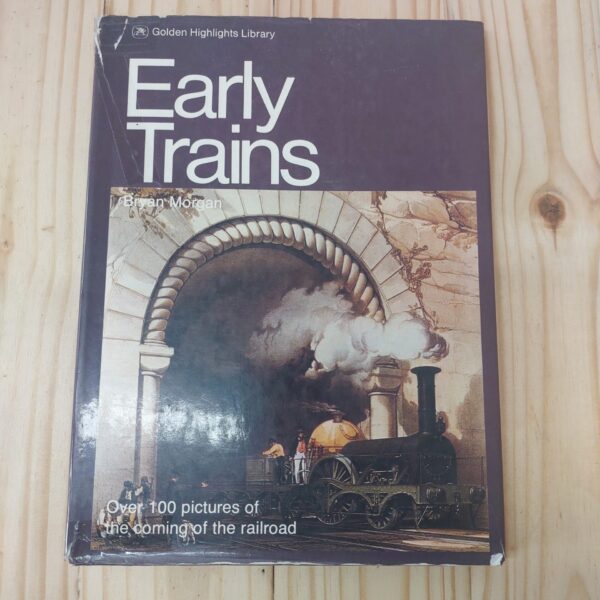 Golden Highlights Library
Early
Trains
Bryan Morgan
Over 100 pictures of
the coming of the railroad